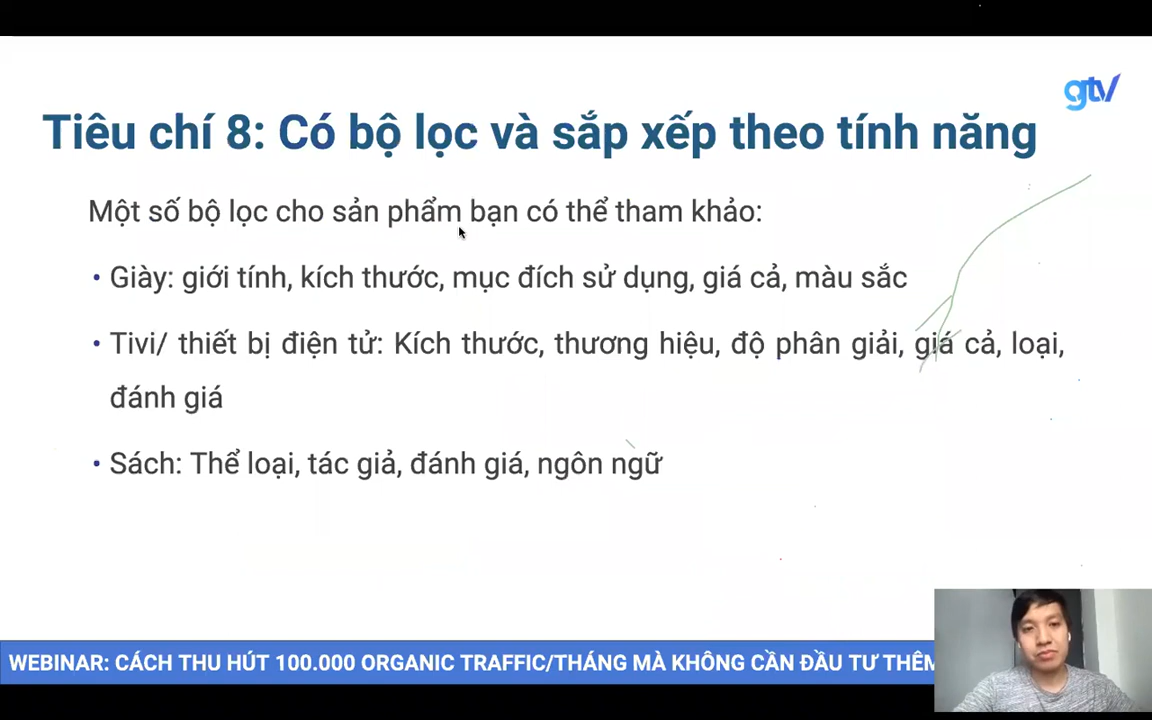 gtv
Tiêu chí 8: Có bộ lọc và sắp xếp theo tính năng
Một số bộ lọc cho sản phẩm bạn có thể tham khảo:
• Giày: giới tính, kích thước, mục đích sử dụng, giá cả, màu sắc
• Tivi/ thiết bị điện tử: Kích thước, thương hiệu, độ phân giải, giá cả, loại,
đánh giá
• Sách: Thể loại, tác giả, đánh giá, ngôn ngữ
WEBINAR: CÁCH THU HÚT 100.000 ORGANIC TRAFFIC/THÁNG MÀ KHÔNG CẦN ĐẦU TƯ THÊM